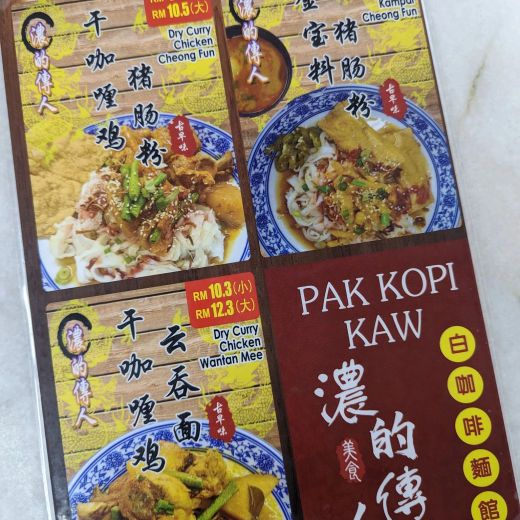 RM 10.5(大)
Dry Curry
Chicken
Cheong Fun
濃的傳人
干咖喱鸡
猪肠粉
古早味
Kampar
Cheong Fun
濃的傳人
金宝料
猪肠粉
古早味
RM 10.3(小)
RM 12.3(大)
Dry Curry
Chicken
Wantan Mee
濃的傳人
干咖喱鸡
云吞面
古早味
PAK KOPI
KAW
濃的傳
美食
白咖啡麵館